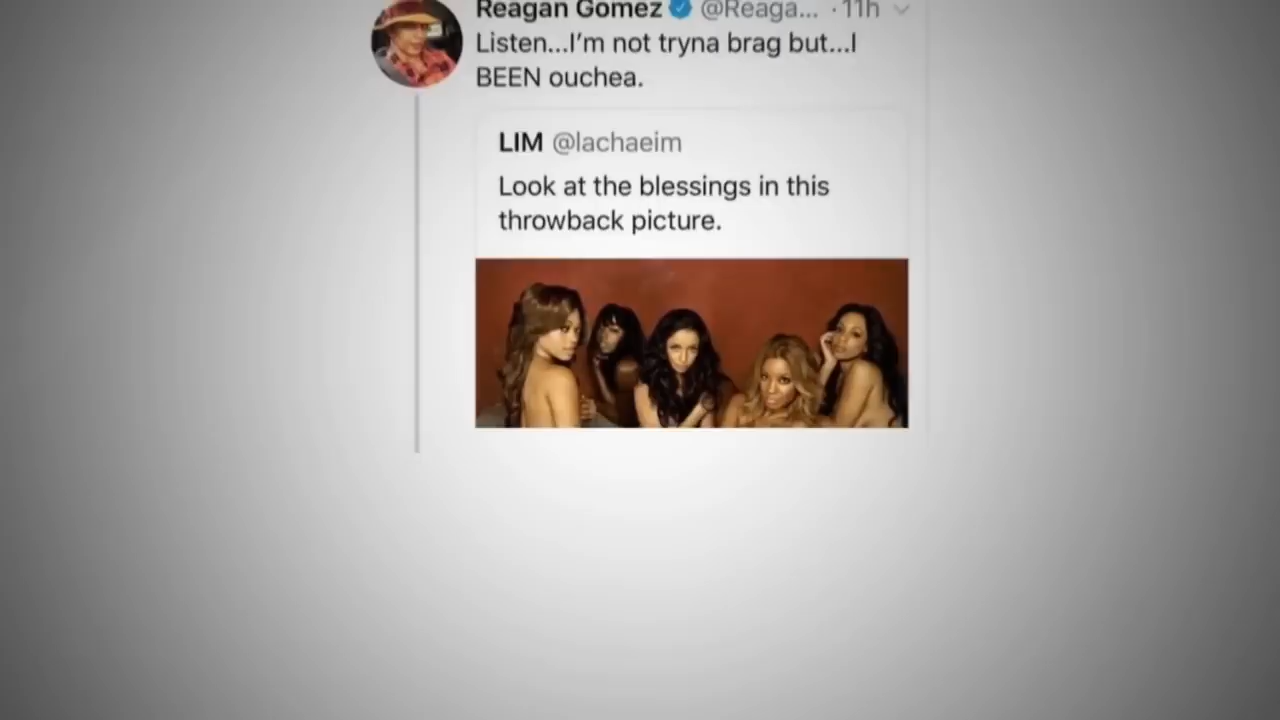 Reagan Gomez @Reaga... · 11h
Listen...I'm not tryna brag but...I
BEEN ouchea.
LIM @lachaeim
Look at the blessings in this
throwback picture.